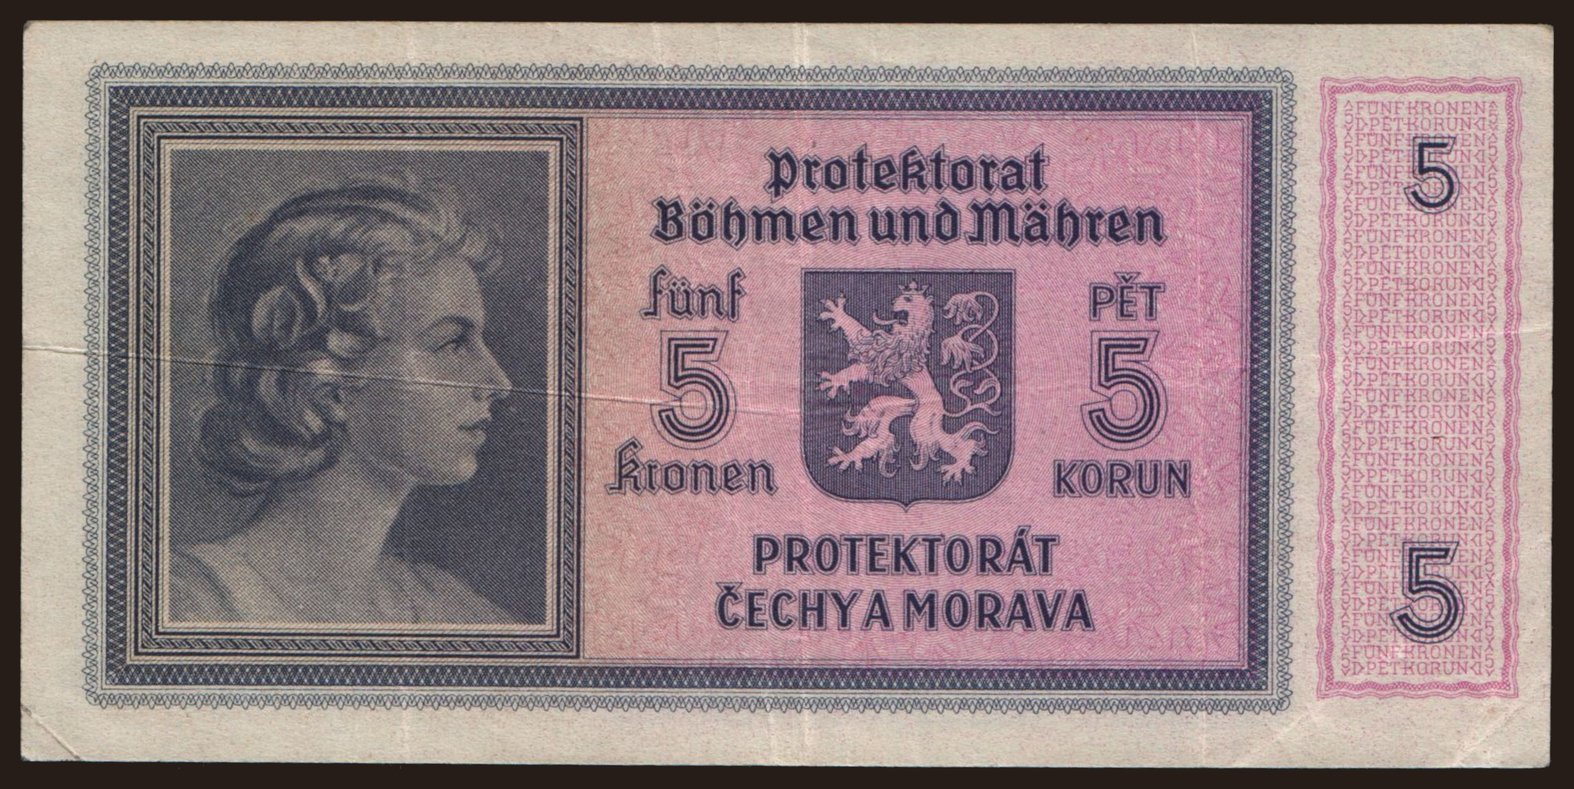 Protektorat
Böhmen und Mähren
fünf
5
Kronen
PĚT
5
KORUN
PROTEKTORÁT
ČECHY A MORAVA
5
5
FÜNF KRONEN
PĚT KORUN